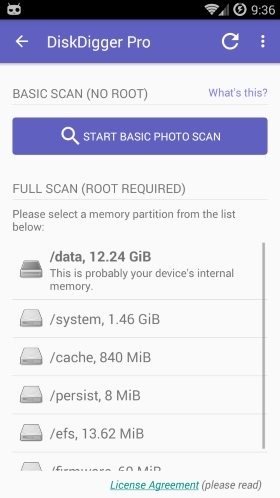 9:36
DiskDigger Pro
BASIC SCAN (NO ROOT)
What's this?
START BASIC PHOTO SCAN
FULL SCAN (ROOT REQUIRED)
Please select a memory partition from the list
below:
/data, 12.24 GiB
This is probably your device's internal
memory.
/system, 1.46 GiB
/cache, 840 MiB
/persist, 8 MiB
/efs, 13.62 MiB
/firmware, 60 MiB
License Agreement (please read)